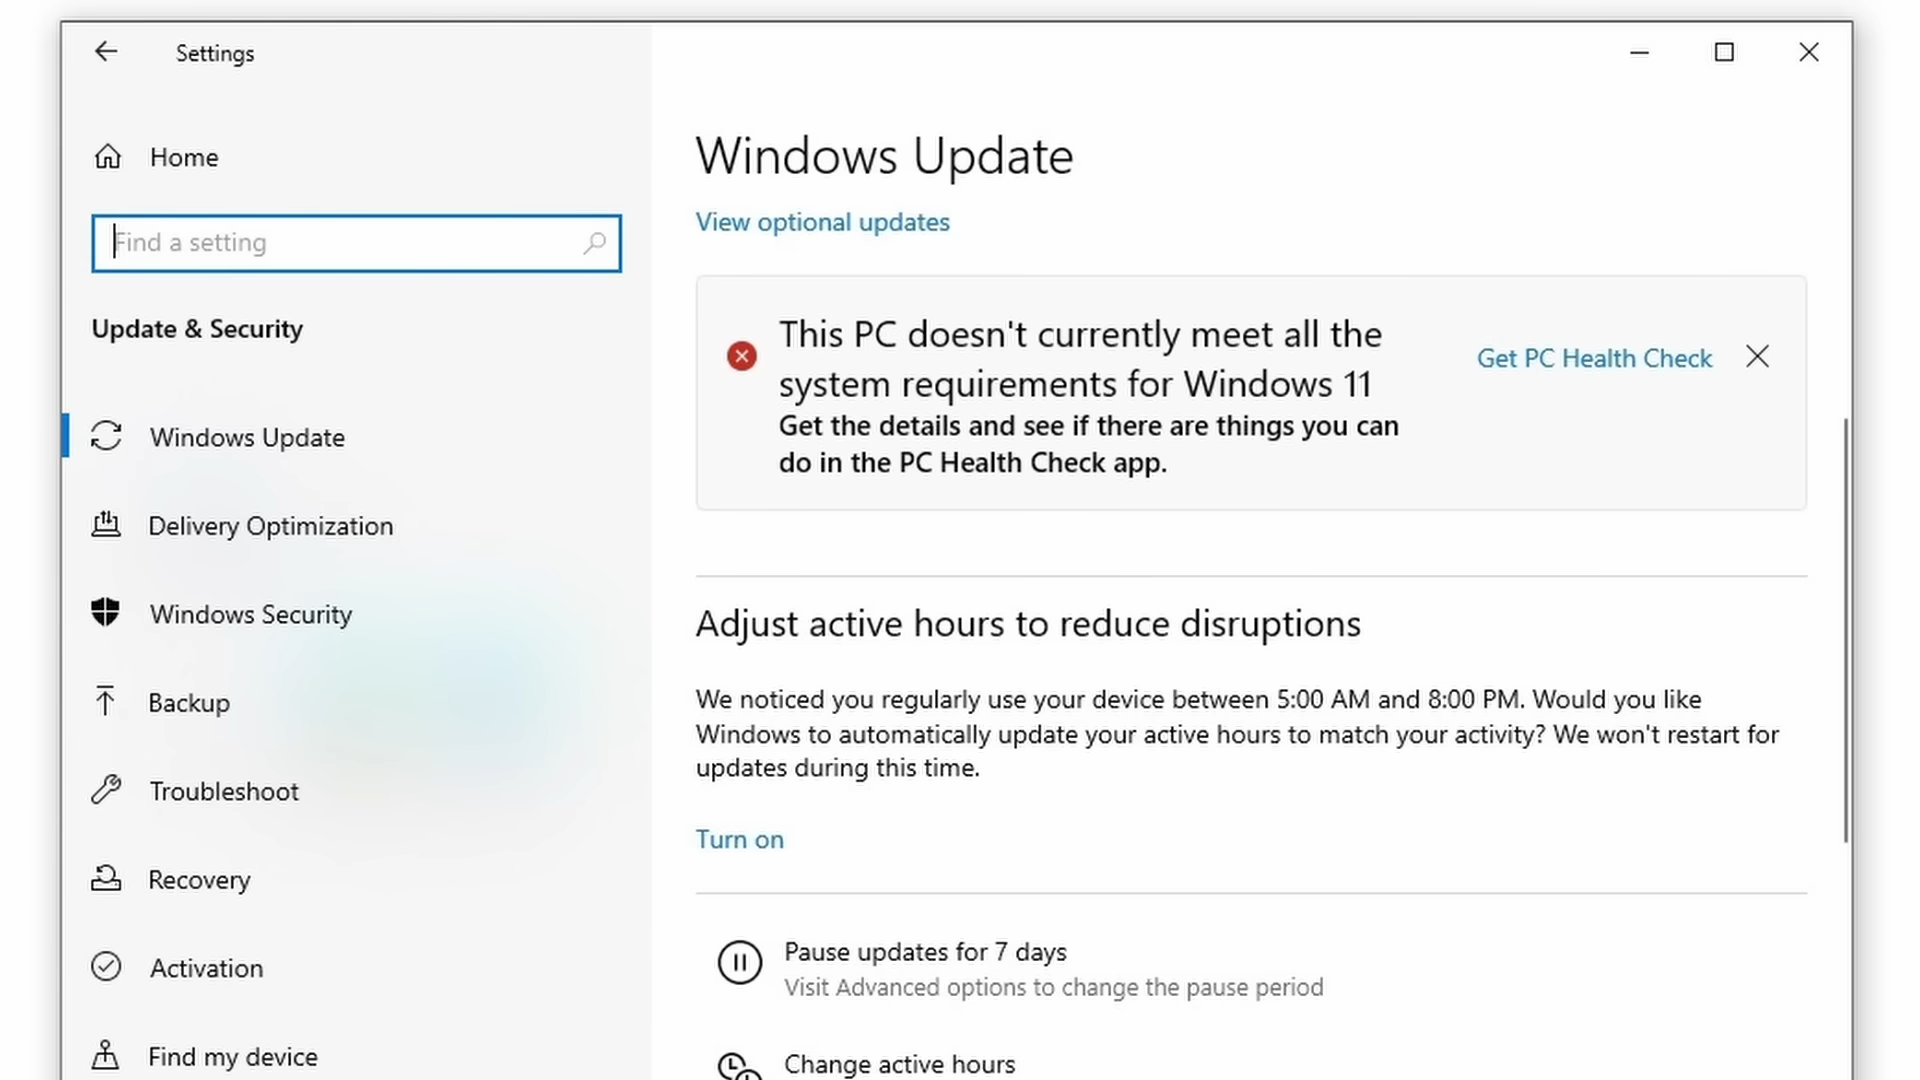 Settings
Home
Find a setting
Update & Security
Windows Update
Delivery Optimization
Windows Security
Backup
Troubleshoot
Recovery
Activation
Find my device
Windows Update
View optional updates
This PC doesn't currently meet all the
system requirements for Windows 11
Get the details and see if there are things you can
do in the PC Health Check app.
Get PC Health Check
Adjust active hours to reduce disruptions
We noticed you regularly use your device between 5:00 AM and 8:00 PM. Would you like
Windows to automatically update your active hours to match your activity? We won't restart for
updates during this time.
Turn on
Pause updates for 7 days
Visit Advanced options to change the pause period
Change active hours